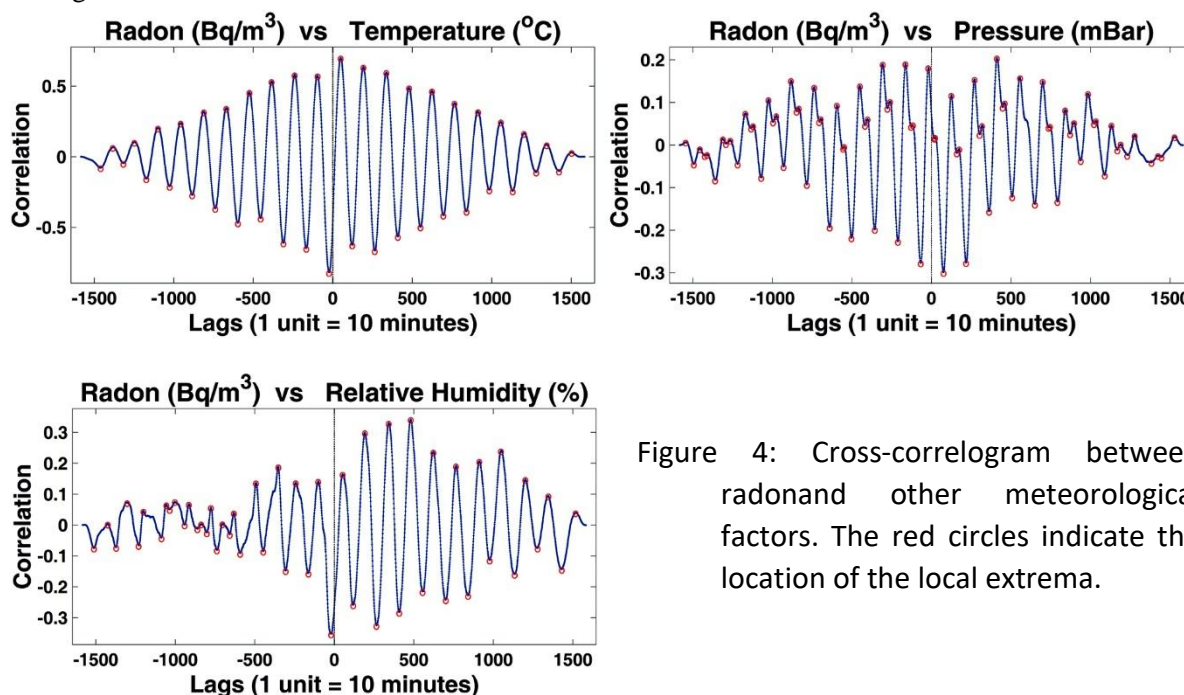 Radon (Bq/m³) vs Temperature (°C)
0.5
0
-0.5
Correlation
-1500 -1000 -500 0 500 1000 1500
Lags (1 unit = 10 minutes)
Radon (Bq/m³) vs Pressure (mBar)
0.2
0.1
0
-0.1
-0.2
-0.3
Correlation
-1500 -1000 -500 0 500 1000 1500
Lags (1 unit = 10 minutes)
Radon (Bq/m³) vs Relative Humidity (%)
0.3
0.2
0.1
0
-0.1
-0.2
-0.3
Correlation
-1500 -1000 -500 0 500 1000 1500
Lags (1 unit = 10 minutes)
Figure 4: Cross-correlogram between
radonand other meteorologica
factors. The red circles indicate th
location of the local extrema.